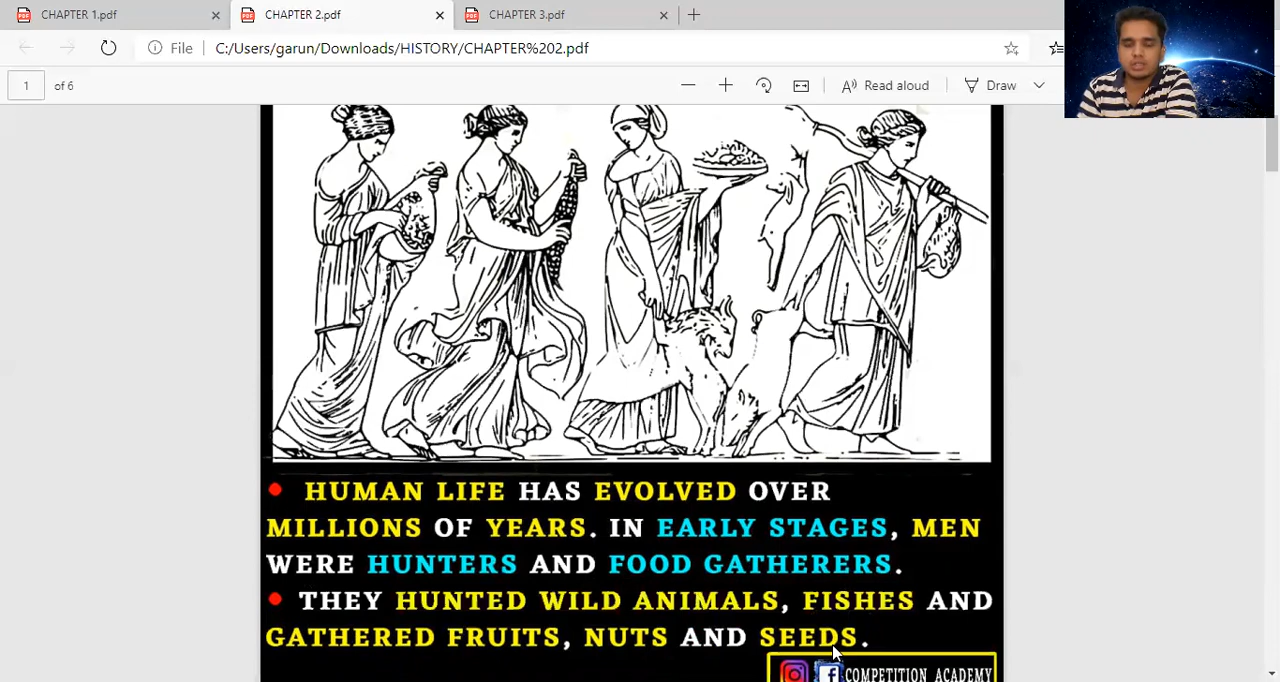 CHAPTER 1.pdf
CHAPTER 2.pdf
CHAPTER 3.pdf
File
C:/Users/garun/Downloads/HISTORY/CHAPTER%202.pdf
1 of 6
Read aloud
Draw
• HUMAN LIFE HAS EVOLVED OVER
MILLIONS OF YEARS. IN EARLY STAGES, MEN
WERE HUNTERS AND FOOD GATHERERS.
• THEY HUNTED WILD ANIMALS, FISHES AND
GATHERED FRUITS, NUTS AND SEEDS.
COMPETITION ACADEMY